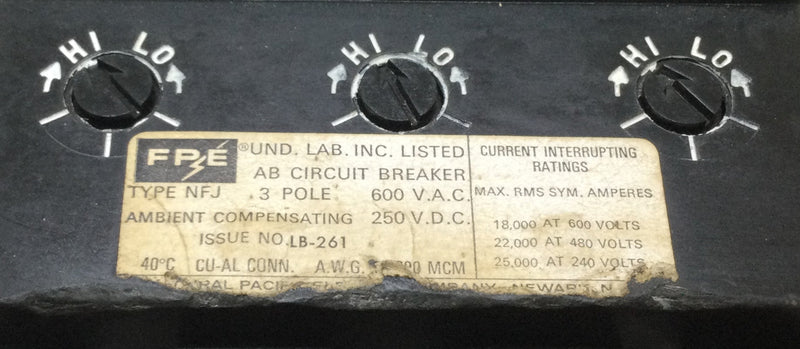 HI LO
HI LO
HI LO
FPE ® UND. LAB. INC. LISTED
AB CIRCUIT BREAKER
TYPE NFJ 3 POLE 600 V.A.C.
AMBIENT COMPENSATING 250 V.D.C.
ISSUE NO. LB-261
40°C CU-AL CONN. A.W.G. MCM
CURRENT INTERRUPTING
RATINGS
MAX. RMS SYM. AMPERES
18,000 AT 600 VOLTS
22,000 AT 480 VOLTS
25,000 AT 240 VOLTS